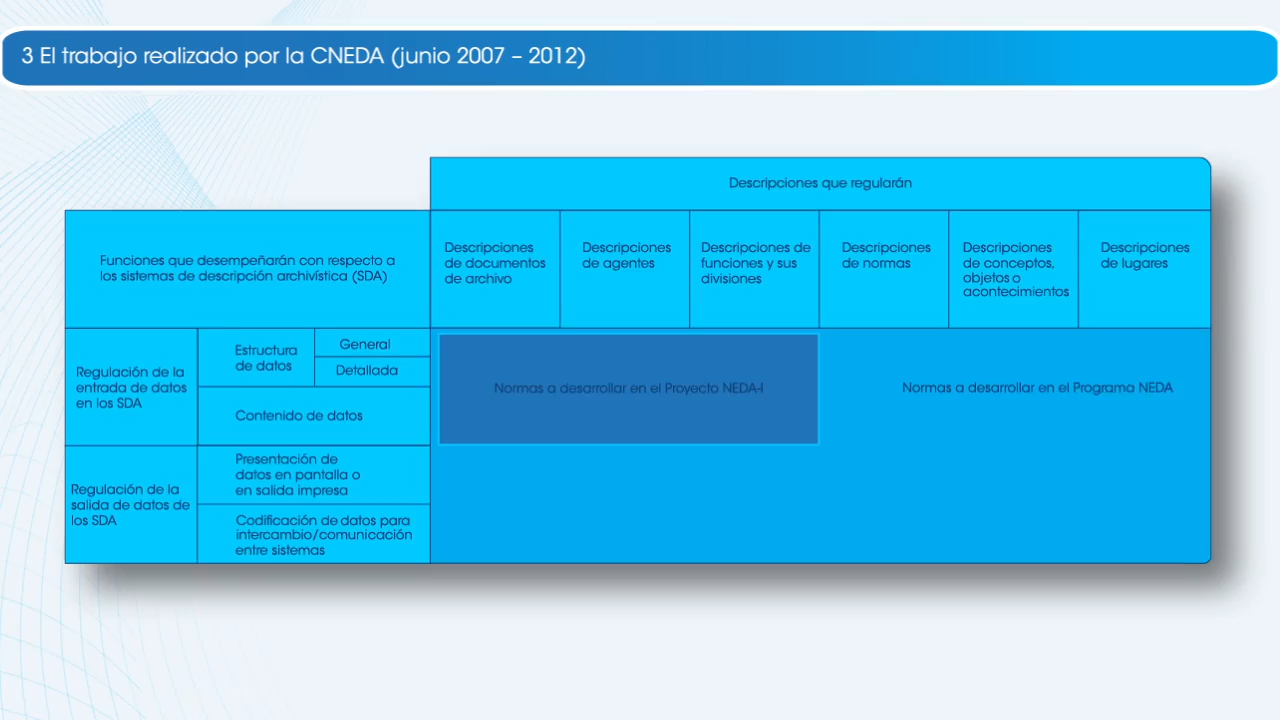 3 El trabajo realizado por la CNEDA (junio 2007 – 2012)
Descripciones que regularán
Funciones que desempeñarán con respecto a
los sistemas de descripción archivística (SDA)
Descripciones
de documentos
de archivo
Descripciones
de agentes
Descripciones de
funciones y sus
divisiones
Descripciones
de normas
Descripciones
de conceptos,
objetos o
acontecimientos
Descripciones
de lugares
Regulación de la
entrada de datos
en los SDA
Estructura
de datos
General
Detallada
Contenido de datos
Normas a desarrollar en el Proyecto NEDA-I
Normas a desarrollar en el Programa NEDA
Regulación de la
salida de datos de
los SDA
Presentación de
datos en pantalla o
en salida impresa
Codificación de datos para
intercambio/comunicación
entre sistemas